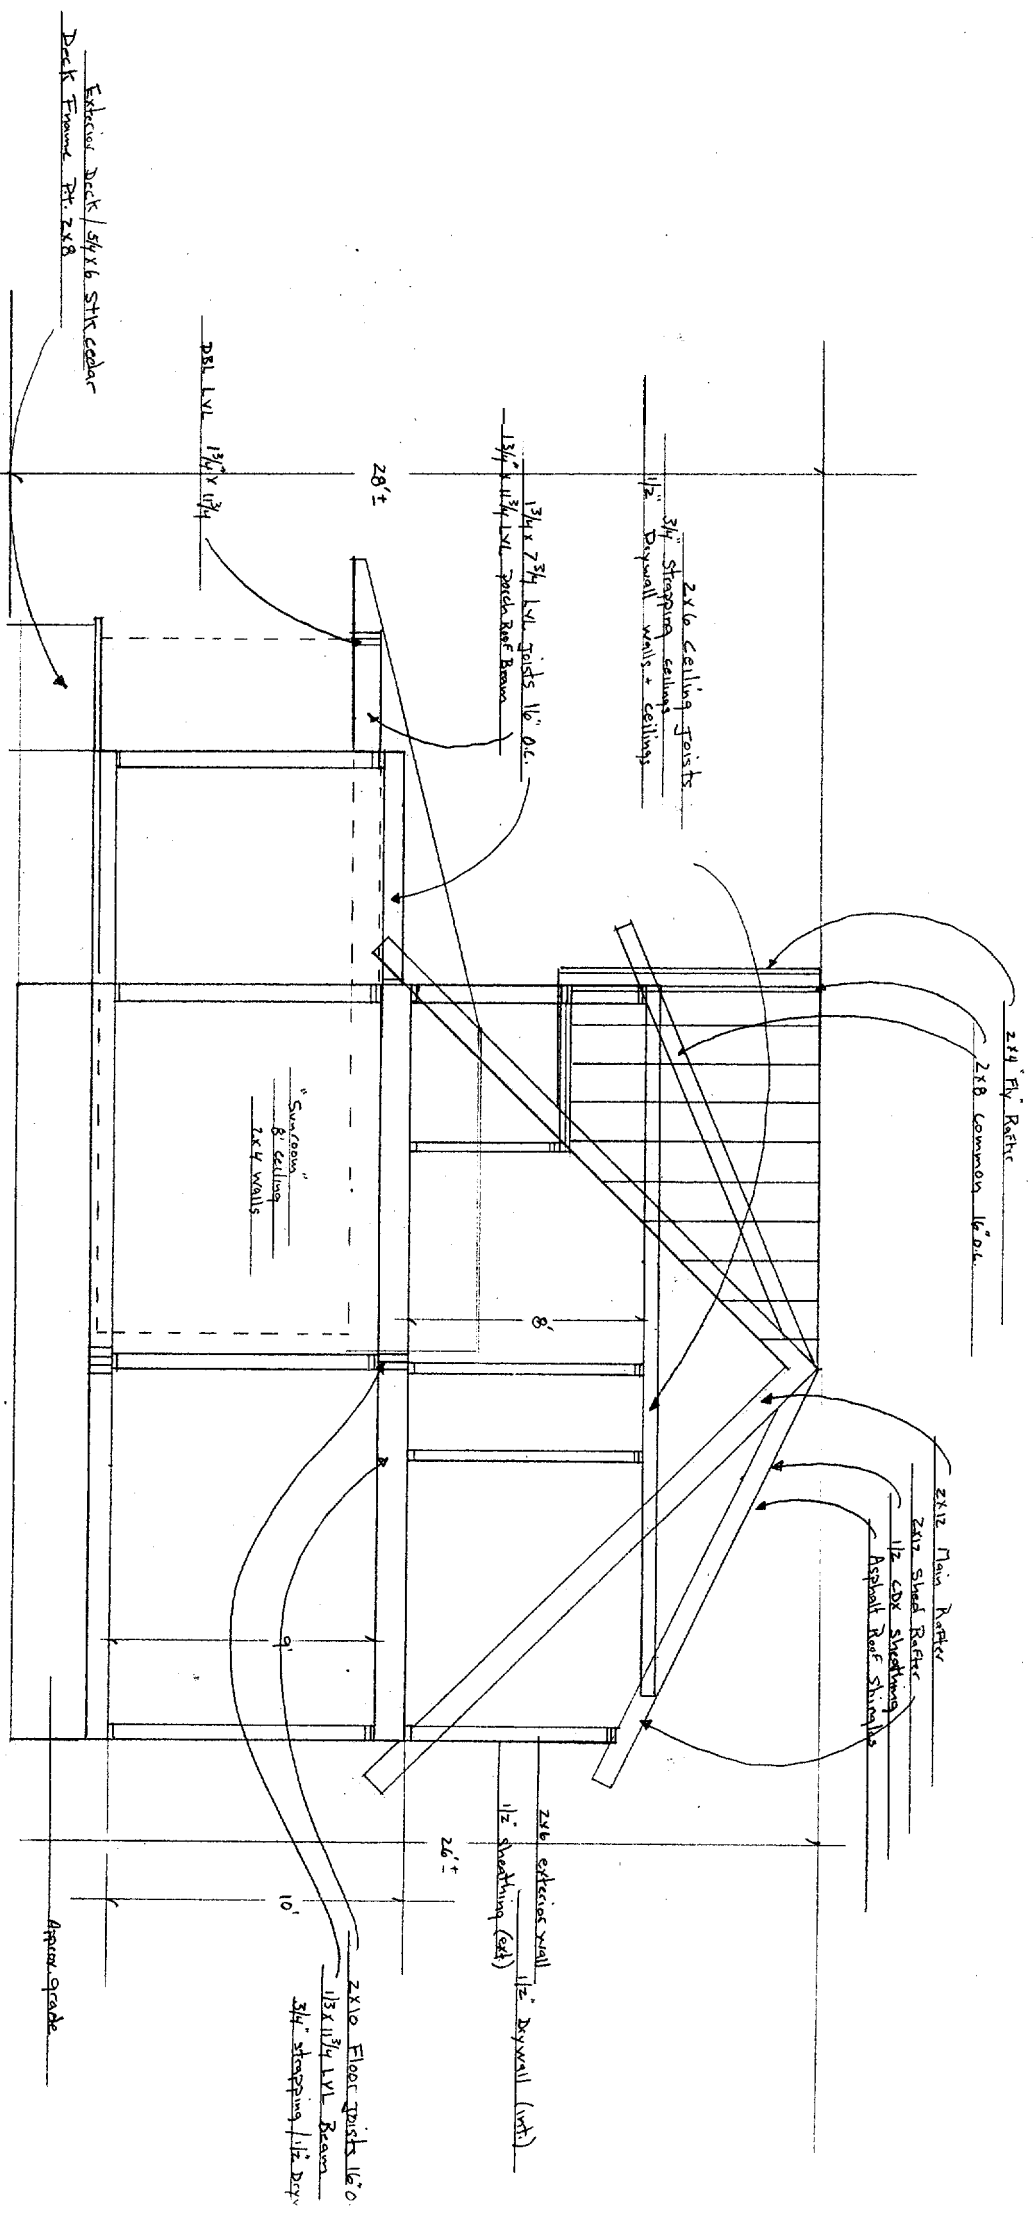 2x4 "Fly" Rafter
2x8 common 16" o.c.
2x12 Main Rafter
2x12 Shed Rafter
1/2 CDX sheathing
Asphalt Roof Shingles
2x6 ceiling joists
3/4" strapping ceilings
1/2" Drywall walls + ceilings
1 3/4 x 7 3/4 LVL joists 16" o.c.
1 3/4" x 11 3/4 LVL porch Roof Beam
28'±
DBL LVL 1 3/4" x 11 3/4
Exterior Deck / 5/4x6 Stk cedar
Deck Frame P.t. 2x8
8'
"Sunroom"
8' ceiling
2x4 walls
9'
26'±
10'
2x6 exterior wall
1/2" Drywall (int.)
1/2" sheathing (ext)
2x10 Floor joists 16" o
1/3 x 11 3/4 LVL Beam
3/4" strapping / 1/2" Dry
Approx. grade